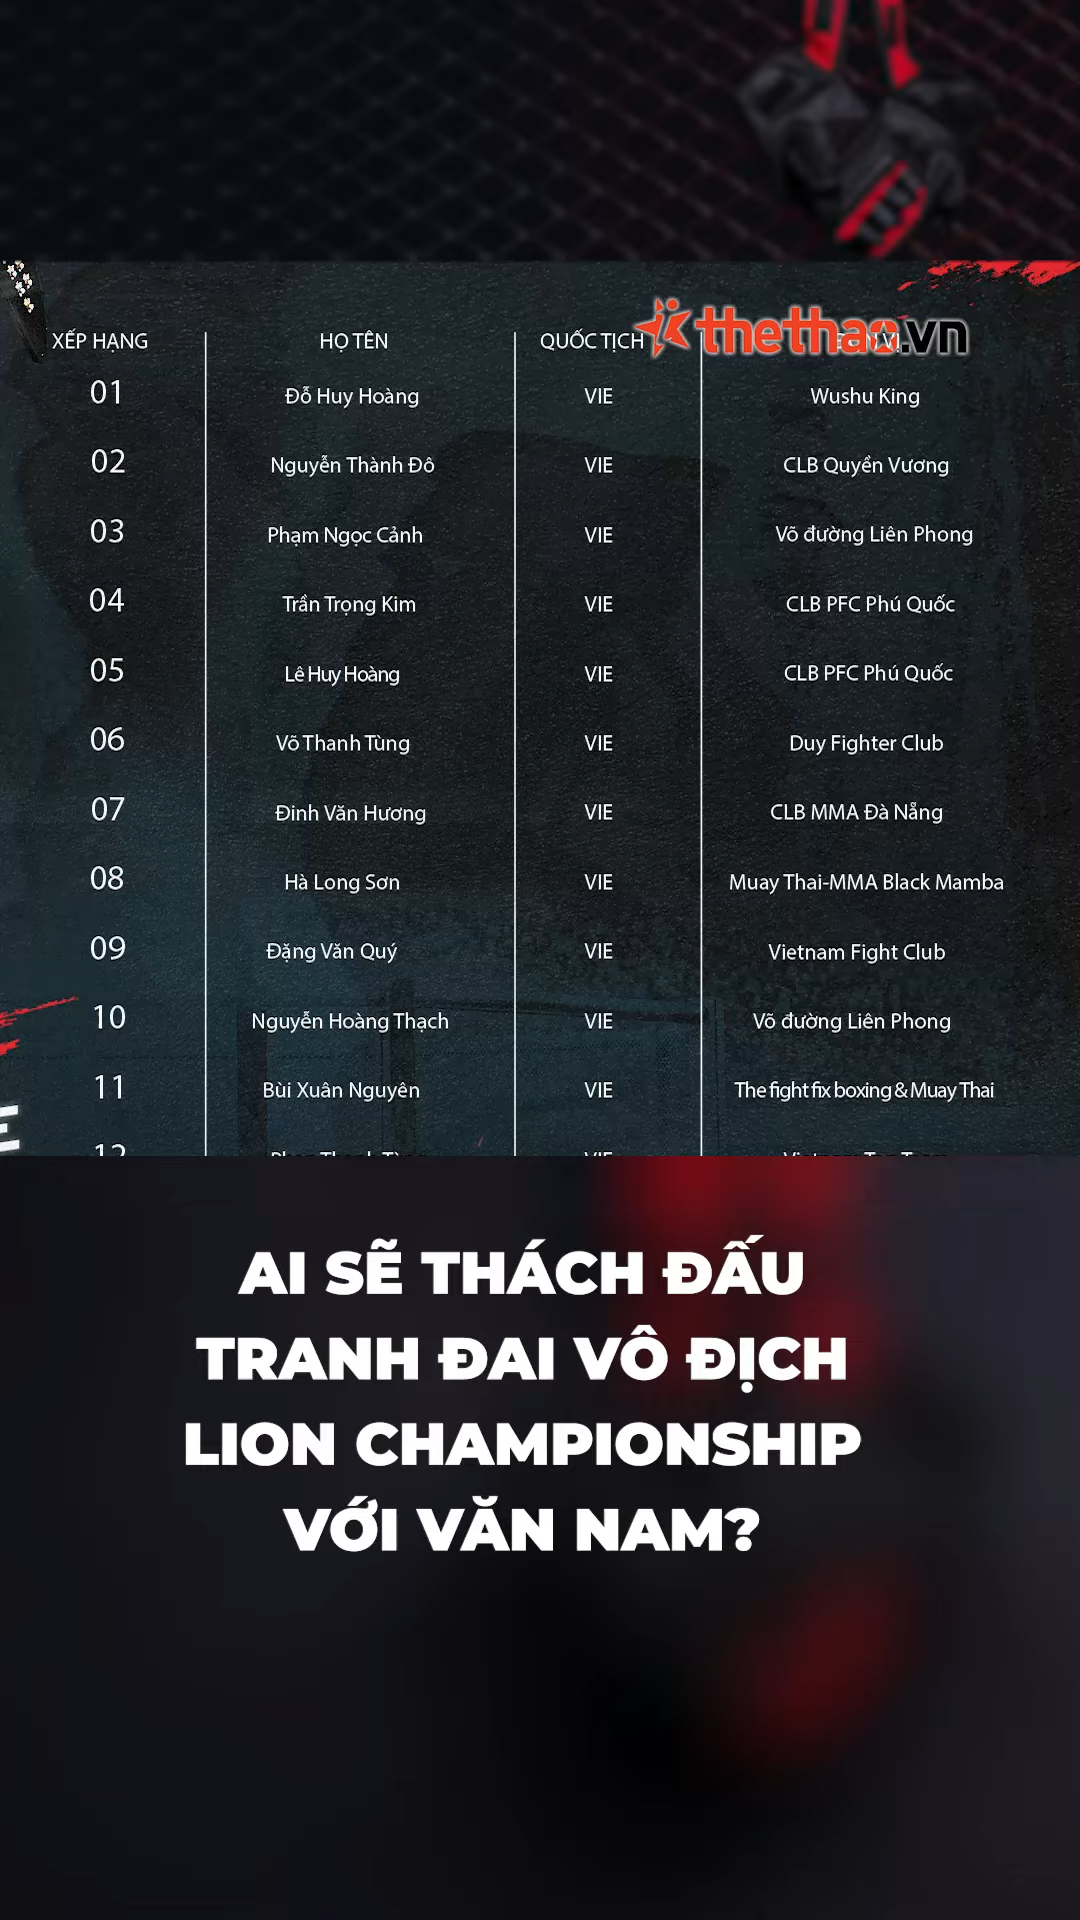 thethao.vn
XẾP HẠNG HỌ TÊN QUỐC TỊCH
01 Đỗ Huy Hoàng VIE Wushu King
02 Nguyễn Thành Đô VIE CLB Quyền Vương
03 Phạm Ngọc Cảnh VIE Võ đường Liên Phong
04 Trần Trọng Kim VIE CLB PFC Phú Quốc
05 Lê Huy Hoàng VIE CLB PFC Phú Quốc
06 Võ Thanh Tùng VIE Duy Fighter Club
07 Đinh Văn Hương VIE CLB MMA Đà Nẵng
08 Hà Long Sơn VIE Muay Thai-MMA Black Mamba
09 Đặng Văn Quý VIE Vietnam Fight Club
10 Nguyễn Hoàng Thạch VIE Võ đường Liên Phong
11 Bùi Xuân Nguyên VIE The fight fix boxing & Muay Thai
E
12 VIE
AI SẼ THÁCH ĐẤU
TRANH ĐAI VÔ ĐỊCH
LION CHAMPIONSHIP
VỚI VĂN NAM?